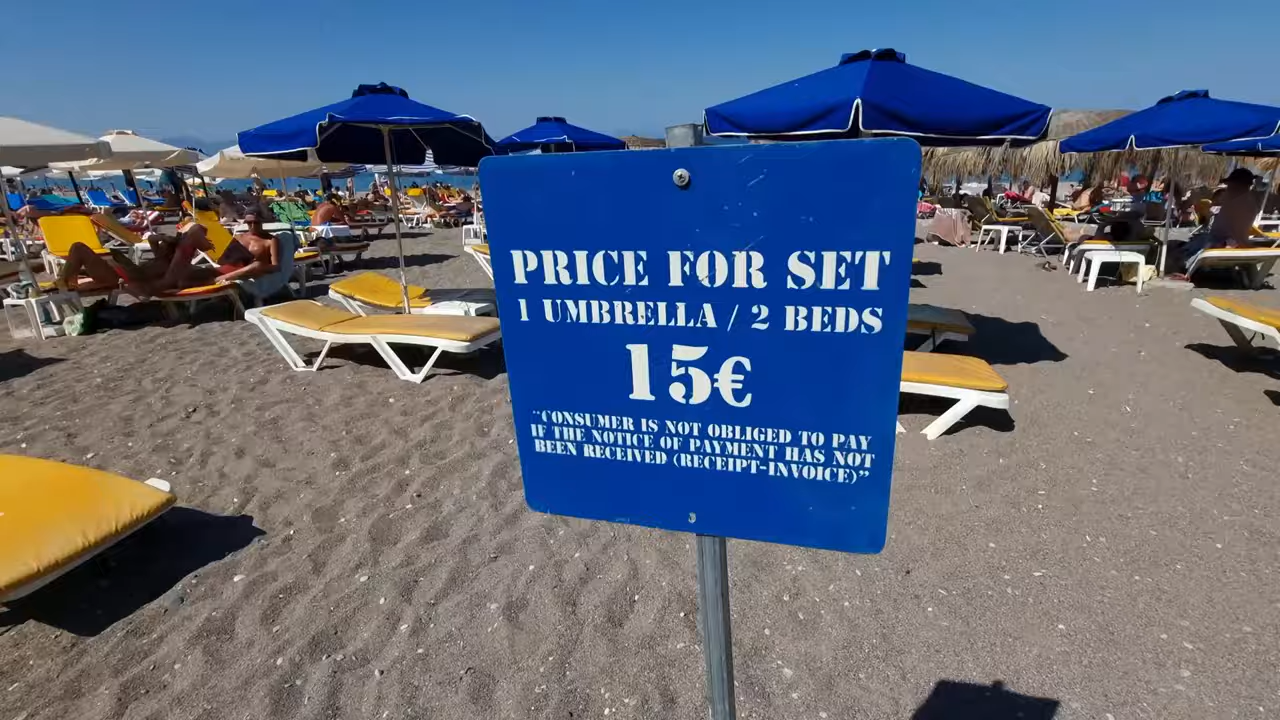 PRICE FOR SET
1 UMBRELLA / 2 BEDS
15€
"CONSUMER IS NOT OBLIGED TO PAY
IF THE NOTICE OF PAYMENT HAS NOT
BEEN RECEIVED (RECEIPT-INVOICE)"